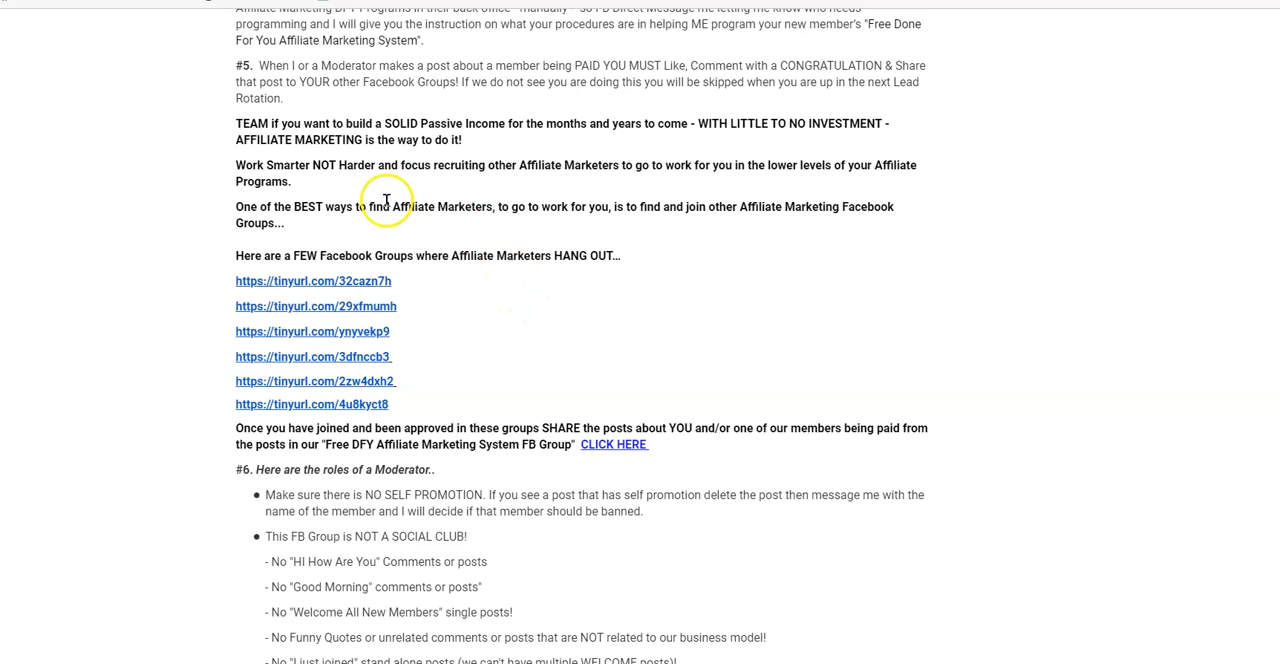 Affiliate Marketing DFY Programs in their back office "manually" so FB Direct Message me letting me know who needs
programming and I will give you the instruction on what your procedures are in helping ME program your new member's "Free Done
For You Affiliate Marketing System".
#5. When I or a Moderator makes a post about a member being PAID YOU MUST Like, Comment with a CONGRATULATION & Share
that post to YOUR other Facebook Groups! If we do not see you are doing this you will be skipped when you are up in the next Lead
Rotation.
TEAM if you want to build a SOLID Passive Income for the months and years to come - WITH LITTLE TO NO INVESTMENT -
AFFILIATE MARKETING is the way to do it!
Work Smarter NOT Harder and focus recruiting other Affiliate Marketers to go to work for you in the lower levels of your Affiliate
Programs.
One of the BEST ways to find Affiliate Marketers, to go to work for you, is to find and join other Affiliate Marketing Facebook
Groups...
Here are a FEW Facebook Groups where Affiliate Marketers HANG OUT...
https://tinyurl.com/32cazn7h
https://tinyurl.com/29xfmumh
https://tinyurl.com/ynyvekp9
https://tinyurl.com/3dfnccb3
https://tinyurl.com/2zw4dxh2
https://tinyurl.com/4u8kyct8
Once you have joined and been approved in these groups SHARE the posts about YOU and/or one of our members being paid from
the posts in our "Free DFY Affiliate Marketing System FB Group" CLICK HERE
#6. Here are the roles of a Moderator..
● Make sure there is NO SELF PROMOTION. If you see a post that has self promotion delete the post then message me with the
name of the member and I will decide if that member should be banned.
● This FB Group is NOT A SOCIAL CLUB!
- No "HI How Are You" Comments or posts
- No "Good Morning" comments or posts"
- No "Welcome All New Members" single posts!
- No Funny Quotes or unrelated comments or posts that are NOT related to our business model!
- No "I just joined" stand alone posts (we can't have multiple WELCOME posts)!